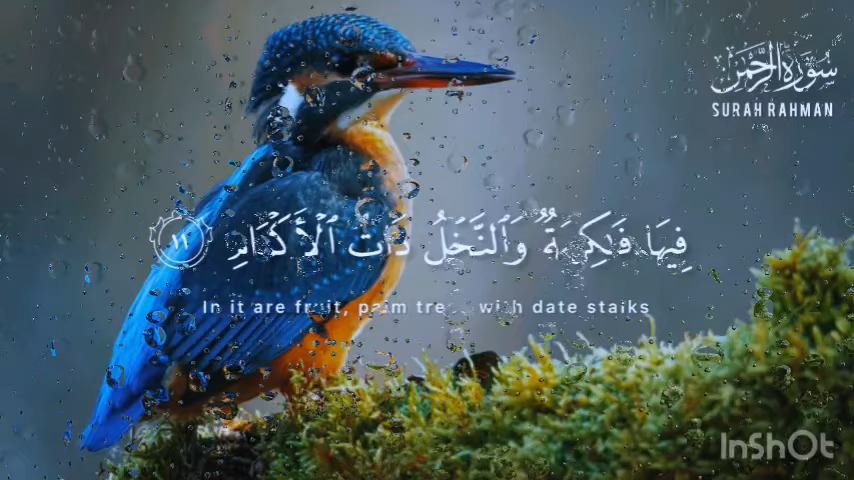 سُورَةُ الرَّحْمٰن
SURAH RAHMAN
فِيهَا فَـٰكِهَةٌ وَٱلنَّخْلُ ذَاتُ ٱلْأَكْمَامِ ١١
In it are fruit, palm tre with date stalks
InShOt